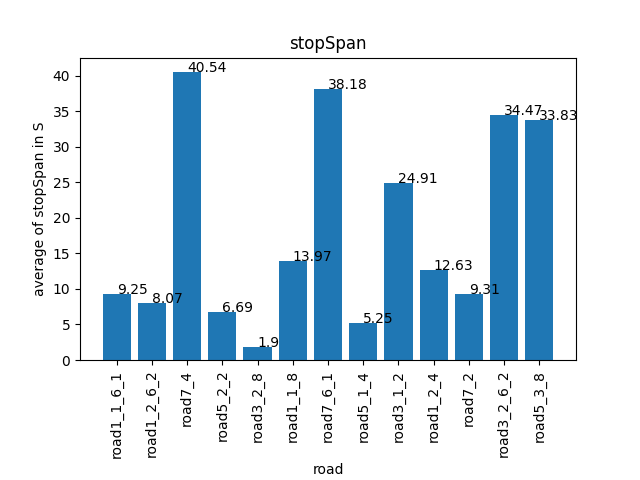 stopSpan
average of stopSpan in S
40
35
30
25
20
15
10
5
0
9.25
8.07
40.54
6.69
1.9
13.97
38.18
5.25
24.91
12.63
9.31
34.47
33.83
road1_1_6_1
road1_2_6_2
road7_4
road5_2_2
road3_2_8
road1_1_8
road7_6_1
road5_1_4
road3_1_2
road1_2_4
road7_2
road3_2_6_2
road5_3_8
road